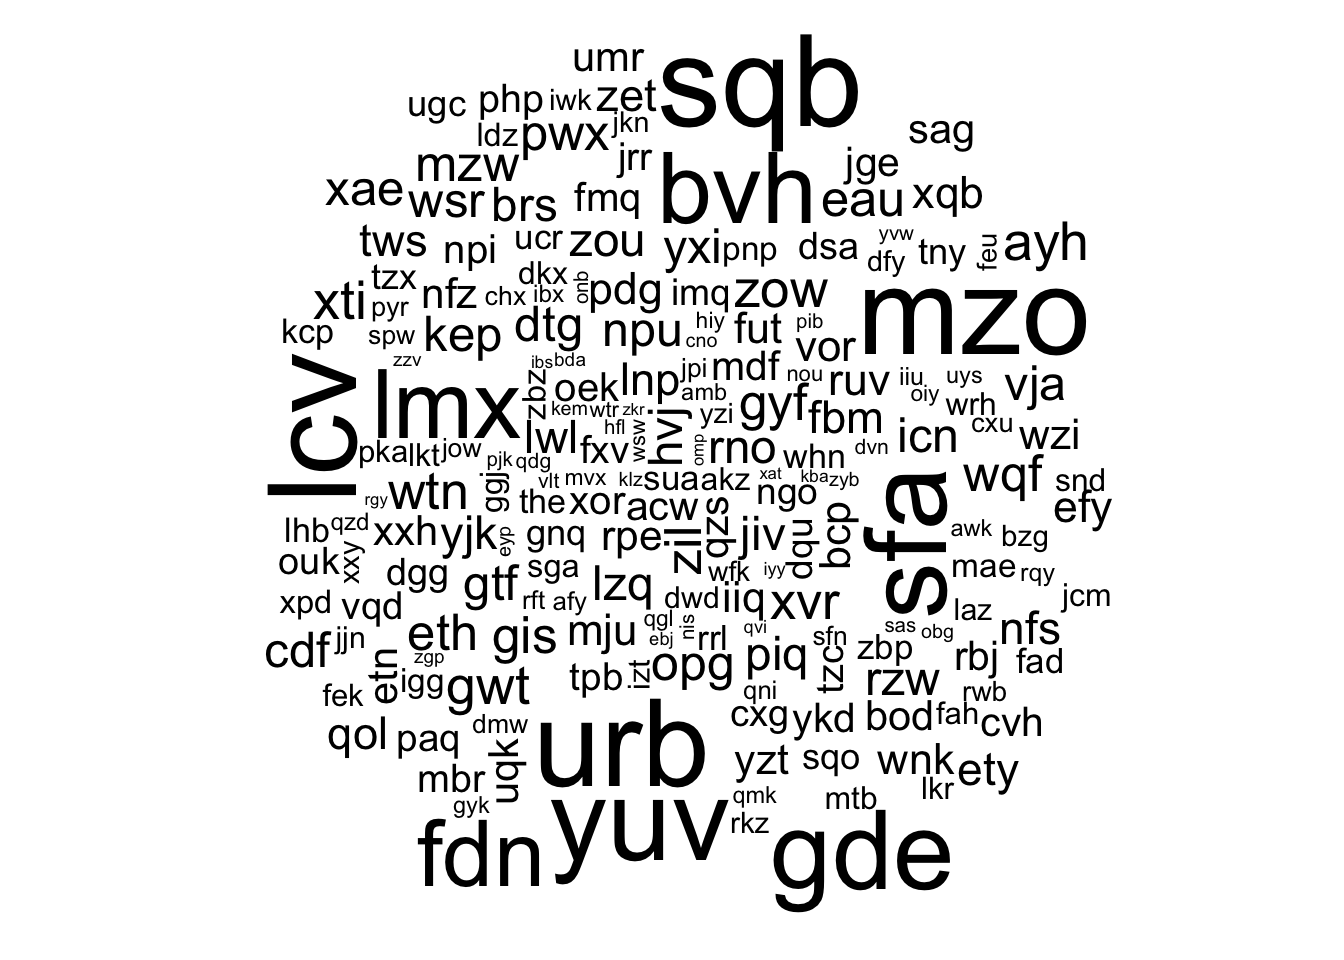 umr sqb
ugc php iwk zet
ldz pwx jkn sag
mzw jrr bvh jge
xae wsr brs fmq eau xqb
tws npi ucr zou yxi pnp dsa yvw dfy tny feu ayh
xti tzx pyr nfz chx dkx ibx onb pdg imq zow mzo
kcp spw kep dtg npu hiy cno fut pib vor
lcv zzv lmx zbz ibs bda oek lnp jpi amb mdf nou ruv iiu oiy uys wrh vja
kem wtr zkr hfl wsw hvj yzi gyf fbm icn cxu wzi
pka lkt jow lwl fxv omp rno whn dvn wqf
pjk qdg vlt mvx klz sua akz xat kba zyb sfa snd
rgy wtn ggj the xor acw ngo efy
lhb qzd xxh yjk eyp gnq rpe zil qzs jiv dqu bcp awk bzg
ouk xxy dgg gtf sga lzq wfk iyy mae rqy
xpd vqd rft afy dwd iiq xvr laz jcm
cdf jjn eth gis mju qgl ebj nis rrl qvi sfn sas obg nfs
zgp etn igg gwt tpb izt opg piq tzc zbp rbj fad
fek qni rzw rwb
qol paq dmw urb cxg ykd bod fah cvh
mbr uqk yzt sqo wnk ety
gyk yuv qmk mtb lkr
fdn rkz gde